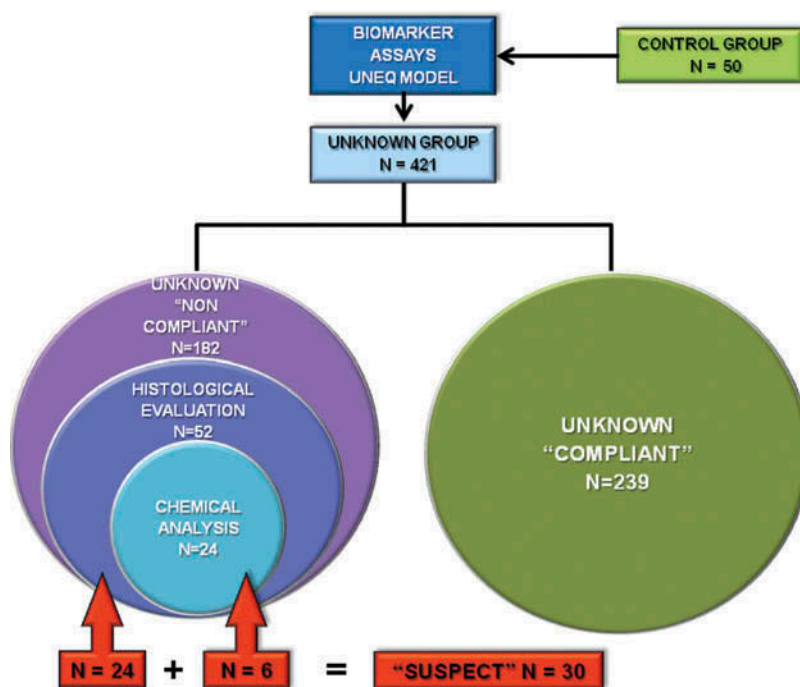 BIOMARKER
ASSAYS
UNEQ MODEL
CONTROL GROUP
N = 50
UNKNOWN GROUP
N = 421
UNKNOWN
“NON
COMPLIANT”
N=182
HISTOLOGICAL
EVALUATION
N=52
CHEMICAL
ANALYSIS
N=24
UNKNOWN
“COMPLIANT”
N=239
N = 24 + N = 6 = “SUSPECT” N = 30